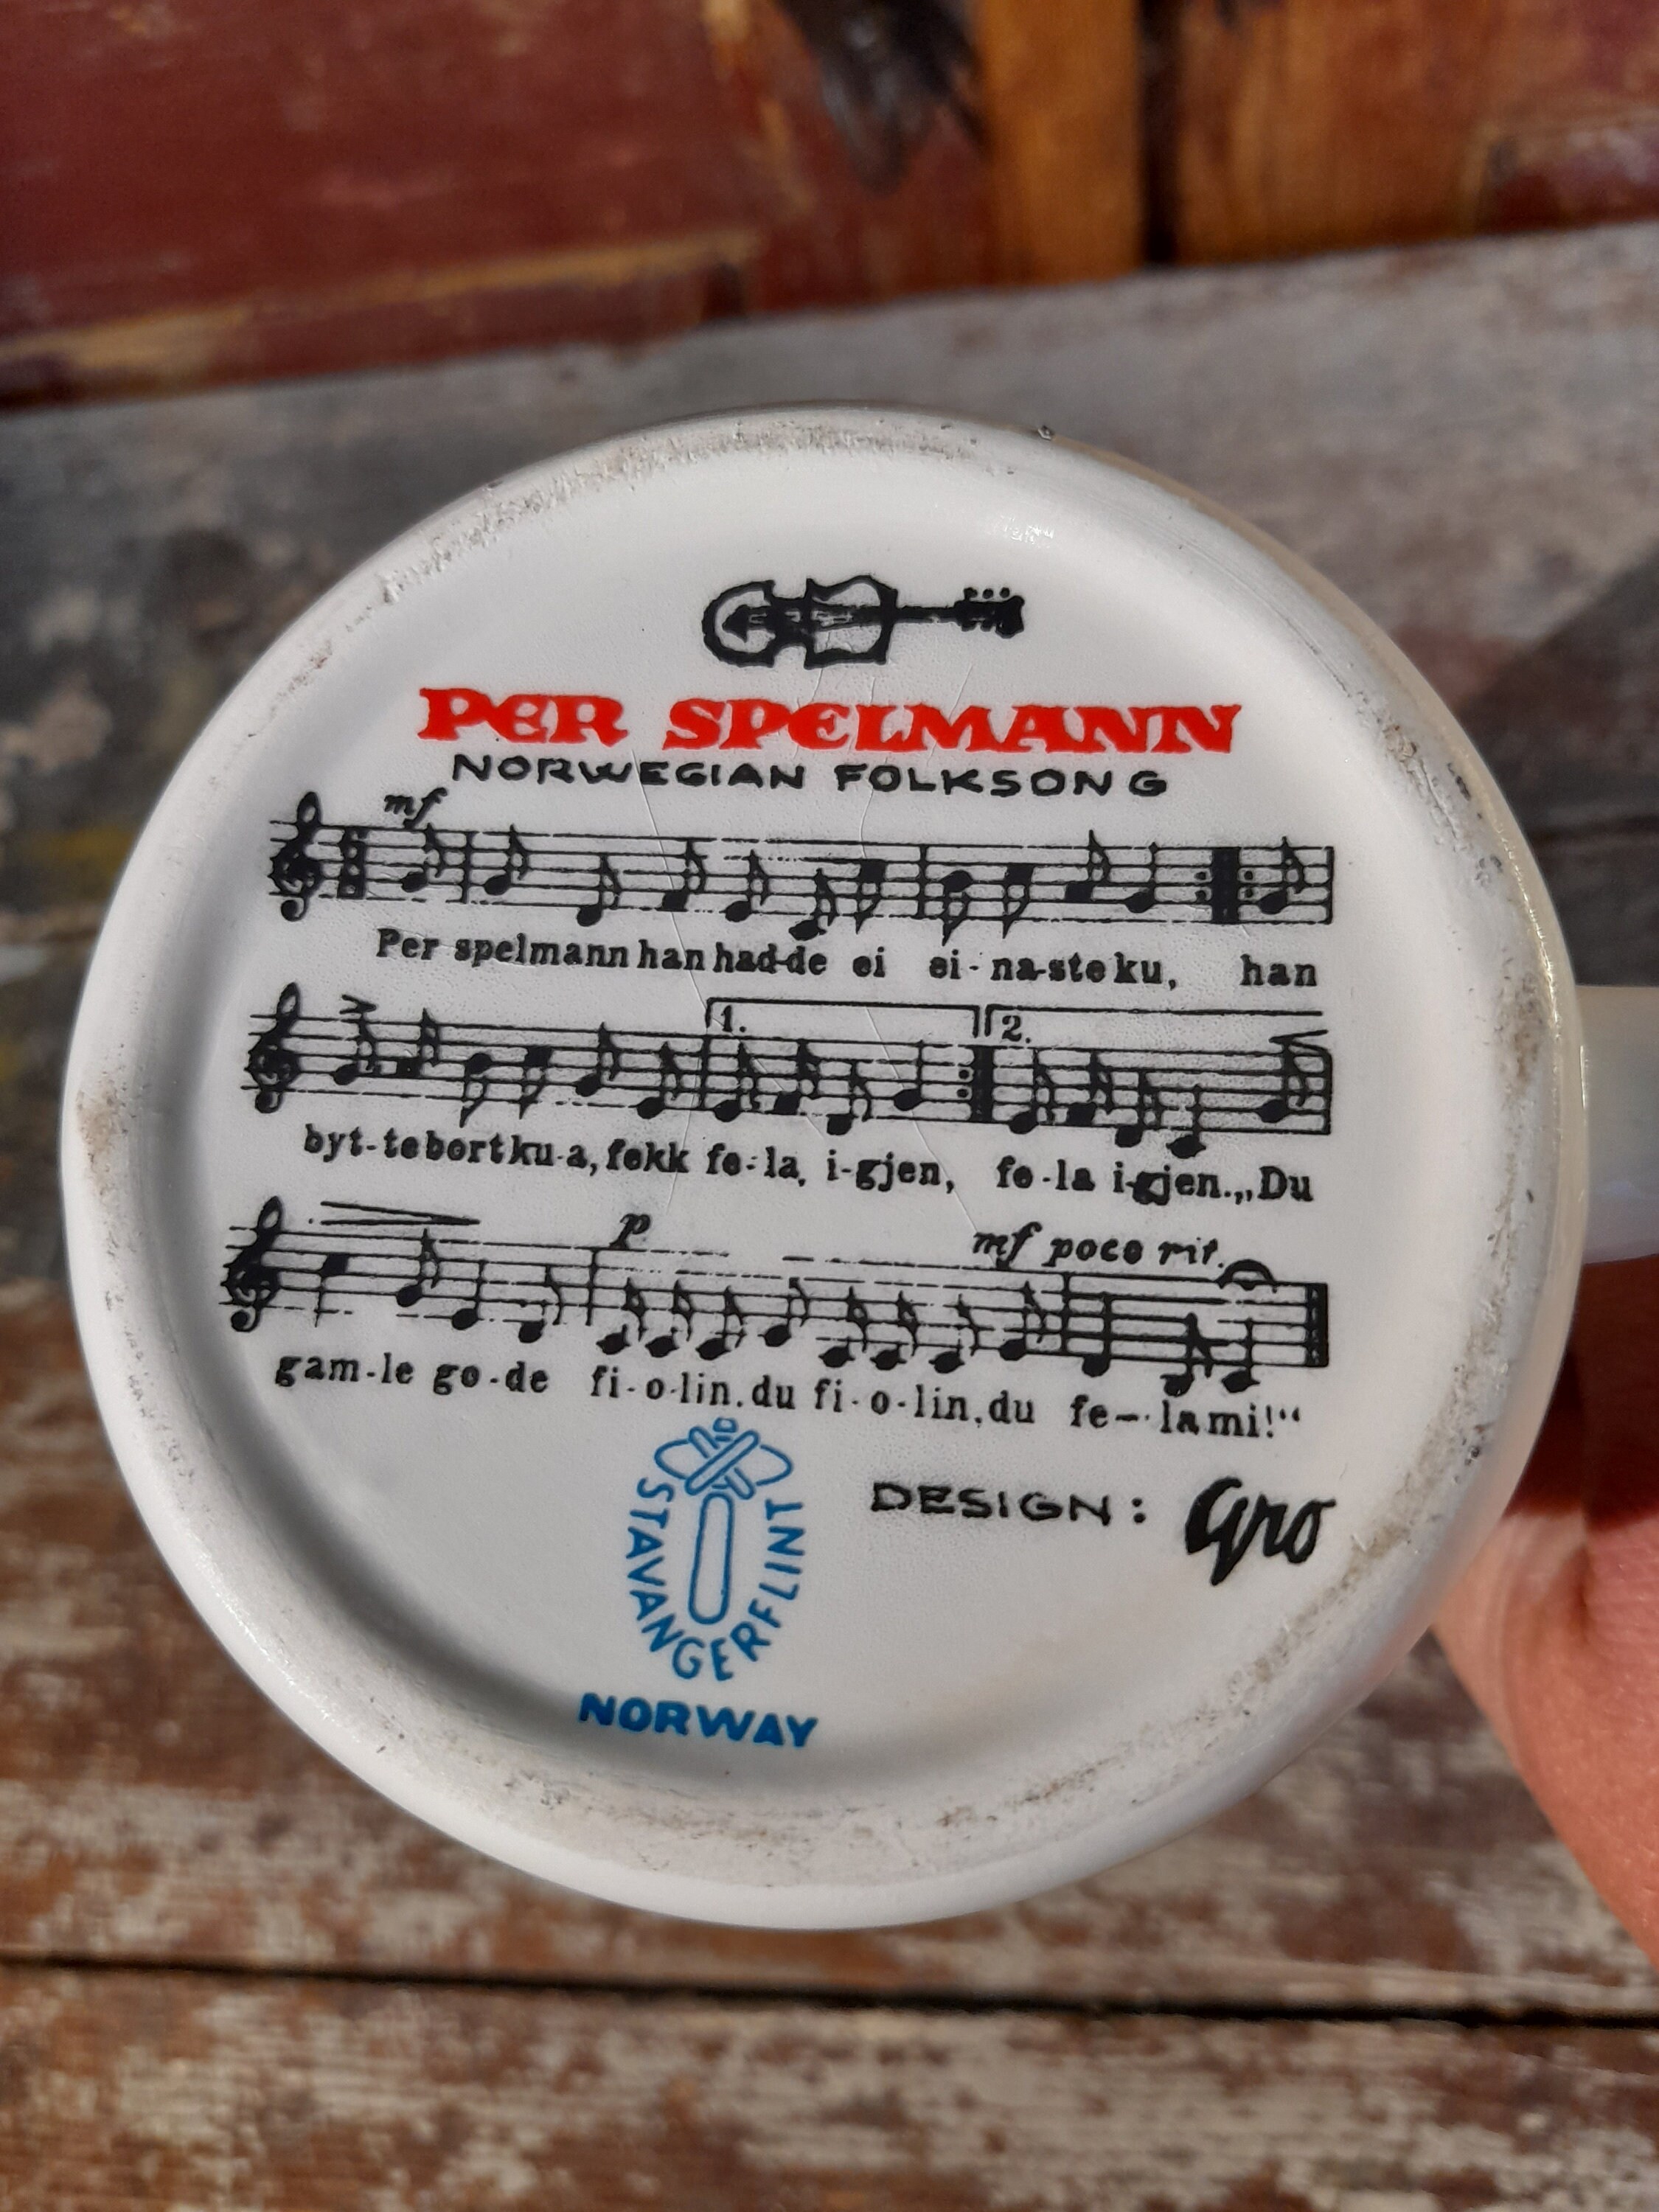 PER SPELMANN
NORWEGIAN FOLKSONG
mf
Per spelmann han had-de ei ei-na-ste ku, han
1. 2.
byt-te bort ku-a, fekk fe-la, i-gjen, fe-la i-gjen. „Du
p mf poco rit.
gam-le go-de fi-o-lin. du fi-o-lin, du fe-la mi!“
DESIGN: Gro
STAVANGERFLINT
NORWAY